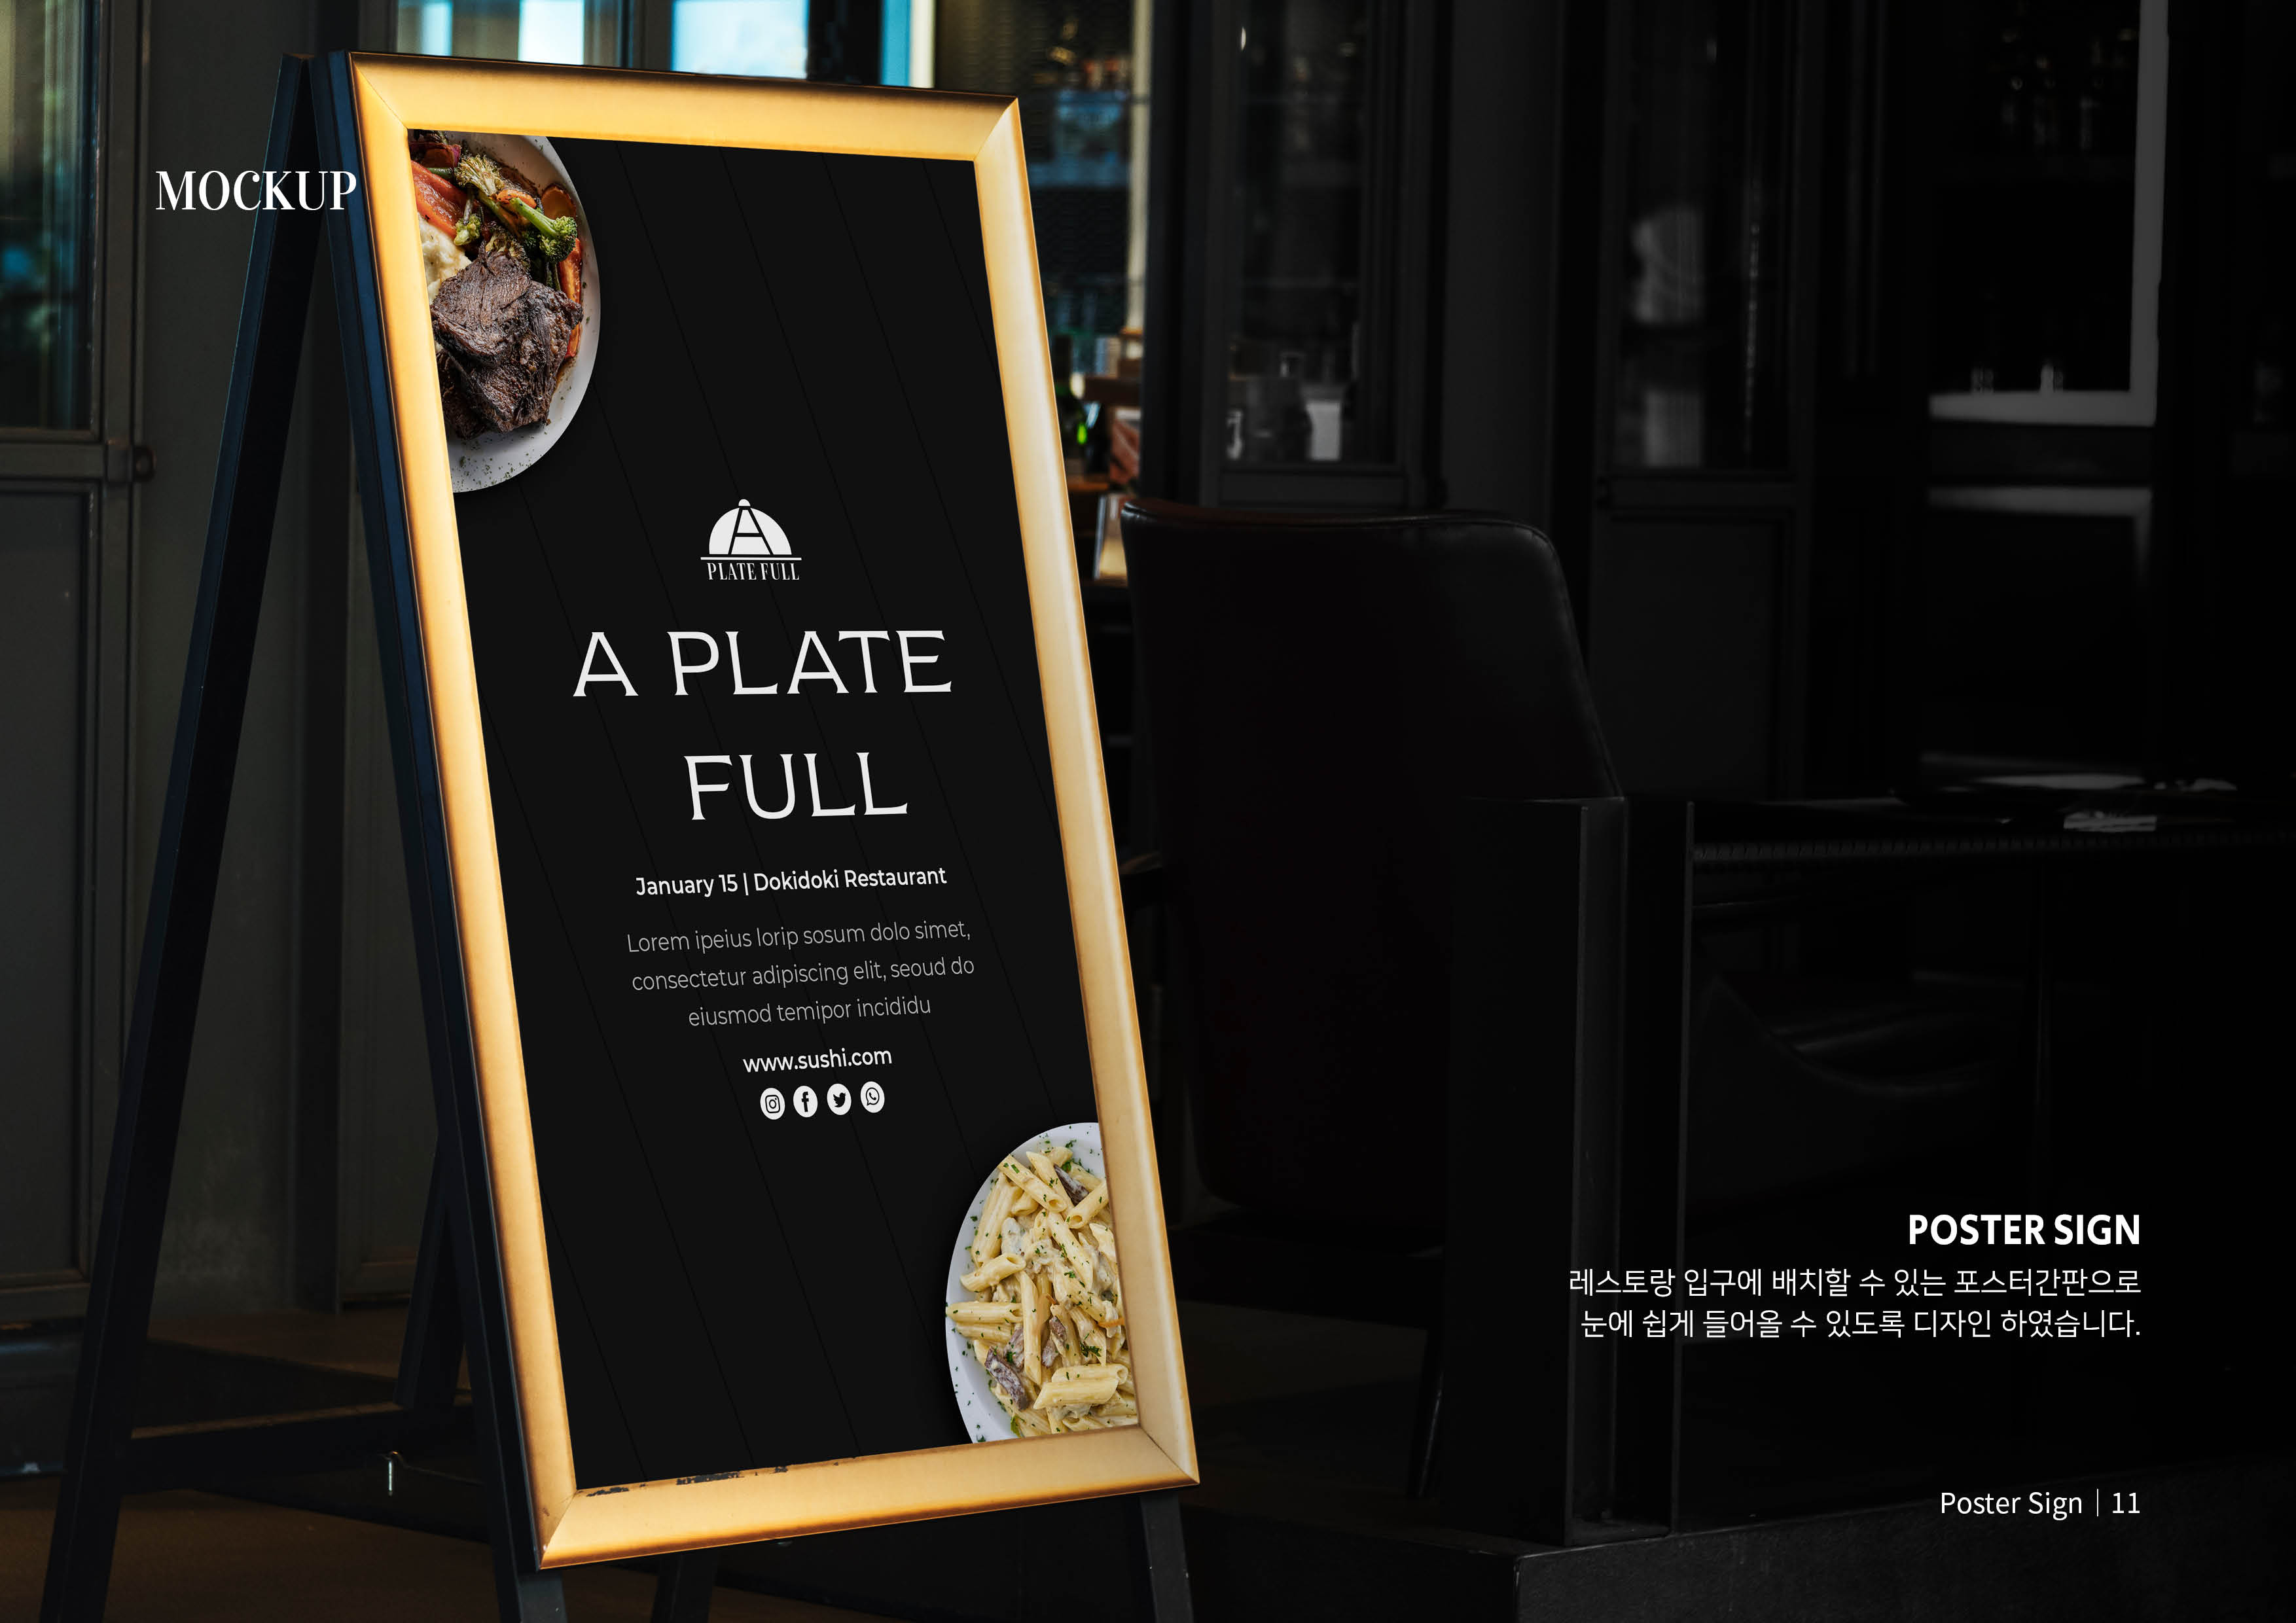 MOCKUP
A
PLATE FULL
A PLATE
FULL
January 15 | Dokidoki Restaurant
Lorem ipeius lorip sosum dolo simet,
consectetur adipiscing elit, seoud do
eiusmod temipor incididu
www.sushi.com
POSTER SIGN
레스토랑 입구에 배치할 수 있는 포스터간판으로
눈에 쉽게 들어올 수 있도록 디자인 하였습니다.
Poster Sign | 11